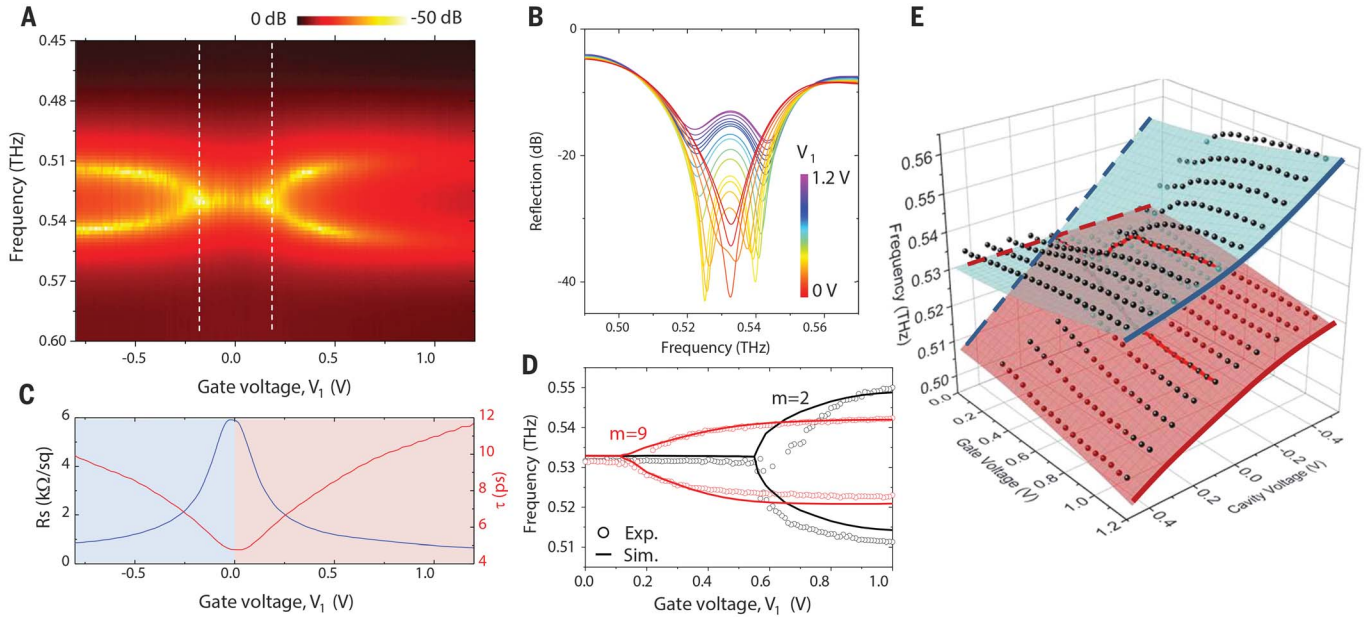 A
0 dB
-50 dB
0.45
0.48
0.51
0.54
0.57
0.60
Frequency (THz)
-0.5
0.0
0.5
1.0
Gate voltage, V1 (V)
B
0
-10
-20
-30
-40
Reflection (dB)
V1
1.2 V
0 V
0.50
0.52
0.54
0.56
Frequency (THz)
C
6
4
2
0
Rs (kΩ/sq)
12
10
8
6
4
τ (ps)
-0.5
0.0
0.5
1.0
Gate voltage, V1 (V)
D
0.55
0.54
0.53
0.52
0.51
Frequency (THz)
m=2
m=9
Exp.
Sim.
0.0
0.2
0.4
0.6
0.8
1.0
Gate voltage, V1 (V)
E
0.56
0.55
0.54
0.53
0.52
0.51
0.50
Frequency (THz)
0.0
0.2
0.4
0.6
0.8
1.0
1.2
Gate Voltage (V)
0.4
0.2
0.0
-0.2
-0.4
Cavity Voltage (V)